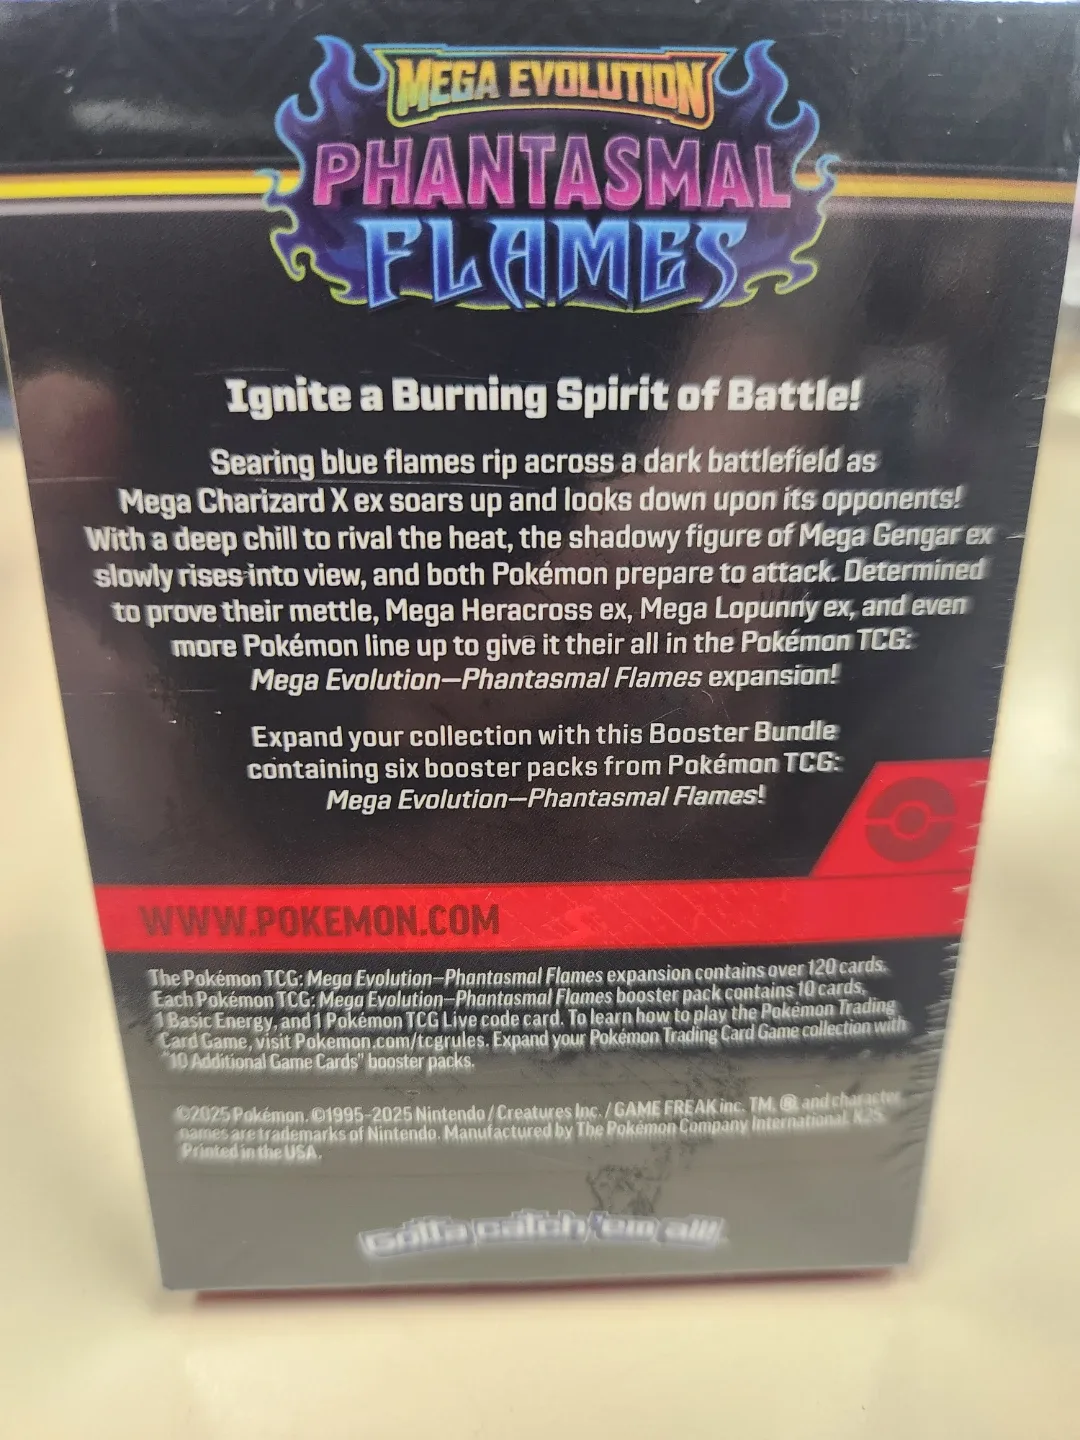 MEGA EVOLUTION
PHANTASMAL
FLAMES
Ignite a Burning Spirit of Battle!
Searing blue flames rip across a dark battlefield as
Mega Charizard X ex soars up and looks down upon its opponents!
With a deep chill to rival the heat, the shadowy figure of Mega Gengar ex
slowly rises into view, and both Pokémon prepare to attack. Determined
to prove their mettle, Mega Heracross ex, Mega Lopunny ex, and even
more Pokémon line up to give it their all in the Pokémon TCG:
Mega Evolution—Phantasmal Flames expansion!
Expand your collection with this Booster Bundle
containing six booster packs from Pokémon TCG:
Mega Evolution—Phantasmal Flames!
WWW.POKEMON.COM
The Pokémon TCG: Mega Evolution—Phantasmal Flames expansion contains over 120 cards.
Each Pokémon TCG: Mega Evolution—Phantasmal Flames booster pack contains 10 cards,
1 Basic Energy, and 1 Pokémon TCG Live code card. To learn how to play the Pokémon Trading
Card Game, visit Pokemon.com/tcgrules. Expand your Pokémon Trading Card Game collection with
"10 Additional Game Cards" booster packs.
©2025 Pokémon. ©1995–2025 Nintendo / Creatures Inc. / GAME FREAK inc. TM, ® and character
names are trademarks of Nintendo. Manufactured by The Pokémon Company International. K25.
Printed in the USA.
Gotta catch 'em all!